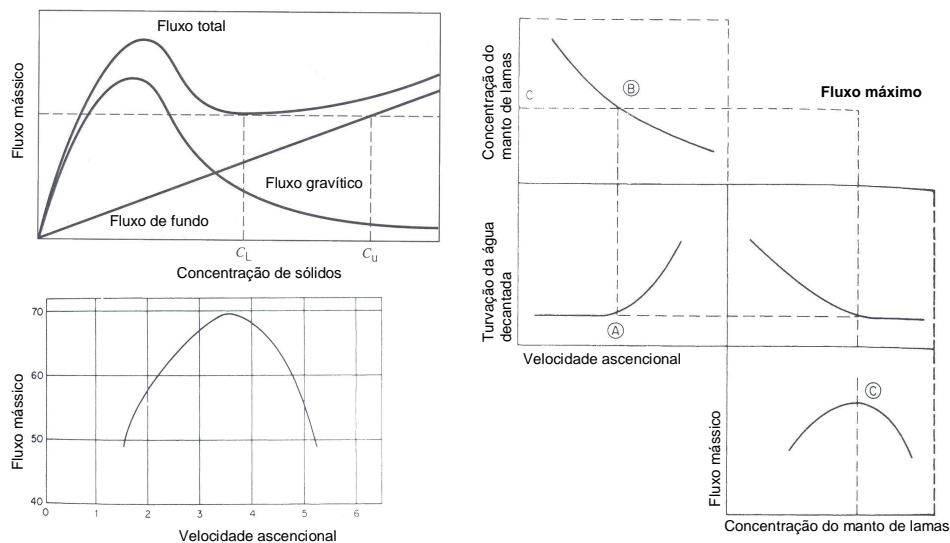 Fluxo total
Fluxo mássico
Fluxo gravítico
Fluxo de fundo
C_L
C_u
Concentração de sólidos
70
60
50
40
Fluxo mássico
0
1
2
3
4
5
6
Velocidade ascencional
Concentração do
manto de lamas
C
B
Fluxo máximo
Turvação da água
decantada
A
Velocidade ascencional
Fluxo mássico
C
Concentração do manto de lamas